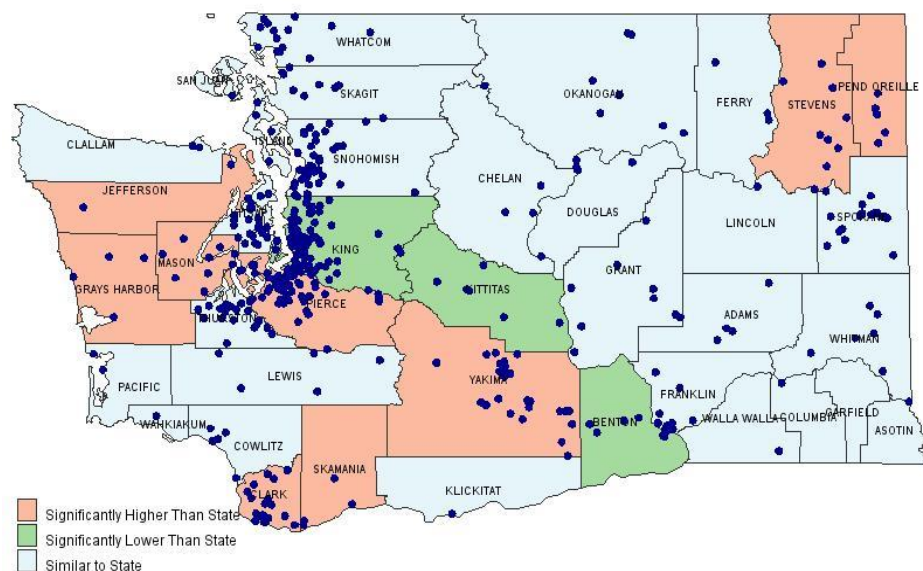 WHATCOM
SAN JUAN
SKAGIT
OKANOGAN
FERRY
STEVENS
PEND OREILLE
CLALLAM
ISLAND
SNOHOMISH
CHELAN
JEFFERSON
DOUGLAS
LINCOLN
SPOKANE
KING
MASON
GRAYS HARBOR
KITTITAS
GRANT
PIERCE
THURSTON
ADAMS
WHITMAN
PACIFIC
LEWIS
YAKIMA
FRANKLIN
BENTON
WALLA WALLA
COLUMBIA
GARFIELD
ASOTIN
WAHKIAKUM
COWLITZ
SKAMANIA
CLARK
KLICKITAT
Significantly Higher Than State
Significantly Lower Than State
Similar to State